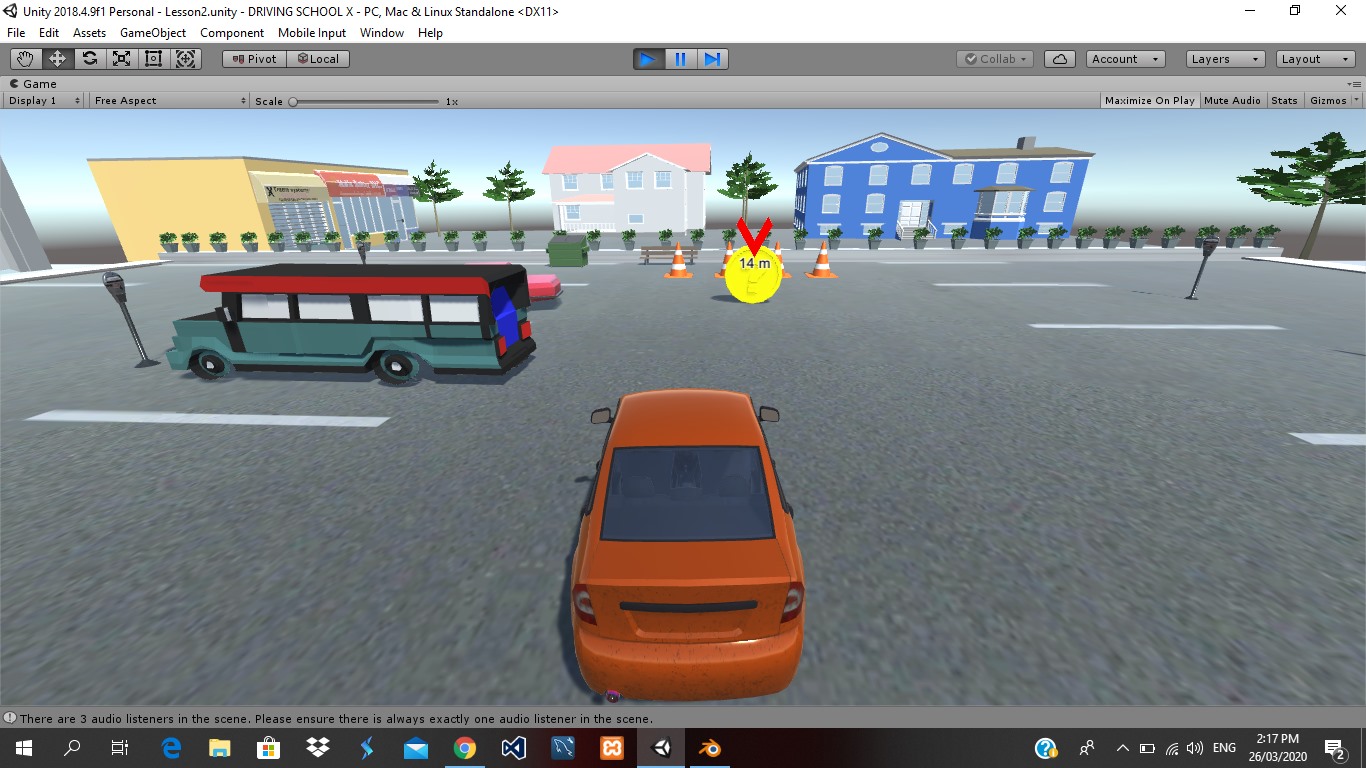 Unity 2018.4.9f1 Personal - Lesson2.unity - DRIVING SCHOOL X - PC, Mac & Linux Standalone <DX11>
File Edit Assets GameObject Component Mobile Input Window Help
Pivot Local Collab Account Layers Layout
Game
Display 1 Free Aspect Scale 1x Maximize On Play Mute Audio Stats Gizmos
14 m
There are 3 audio listeners in the scene. Please ensure there is always exactly one audio listener in the scene.
ENG
2:17 PM
26/03/2020
2